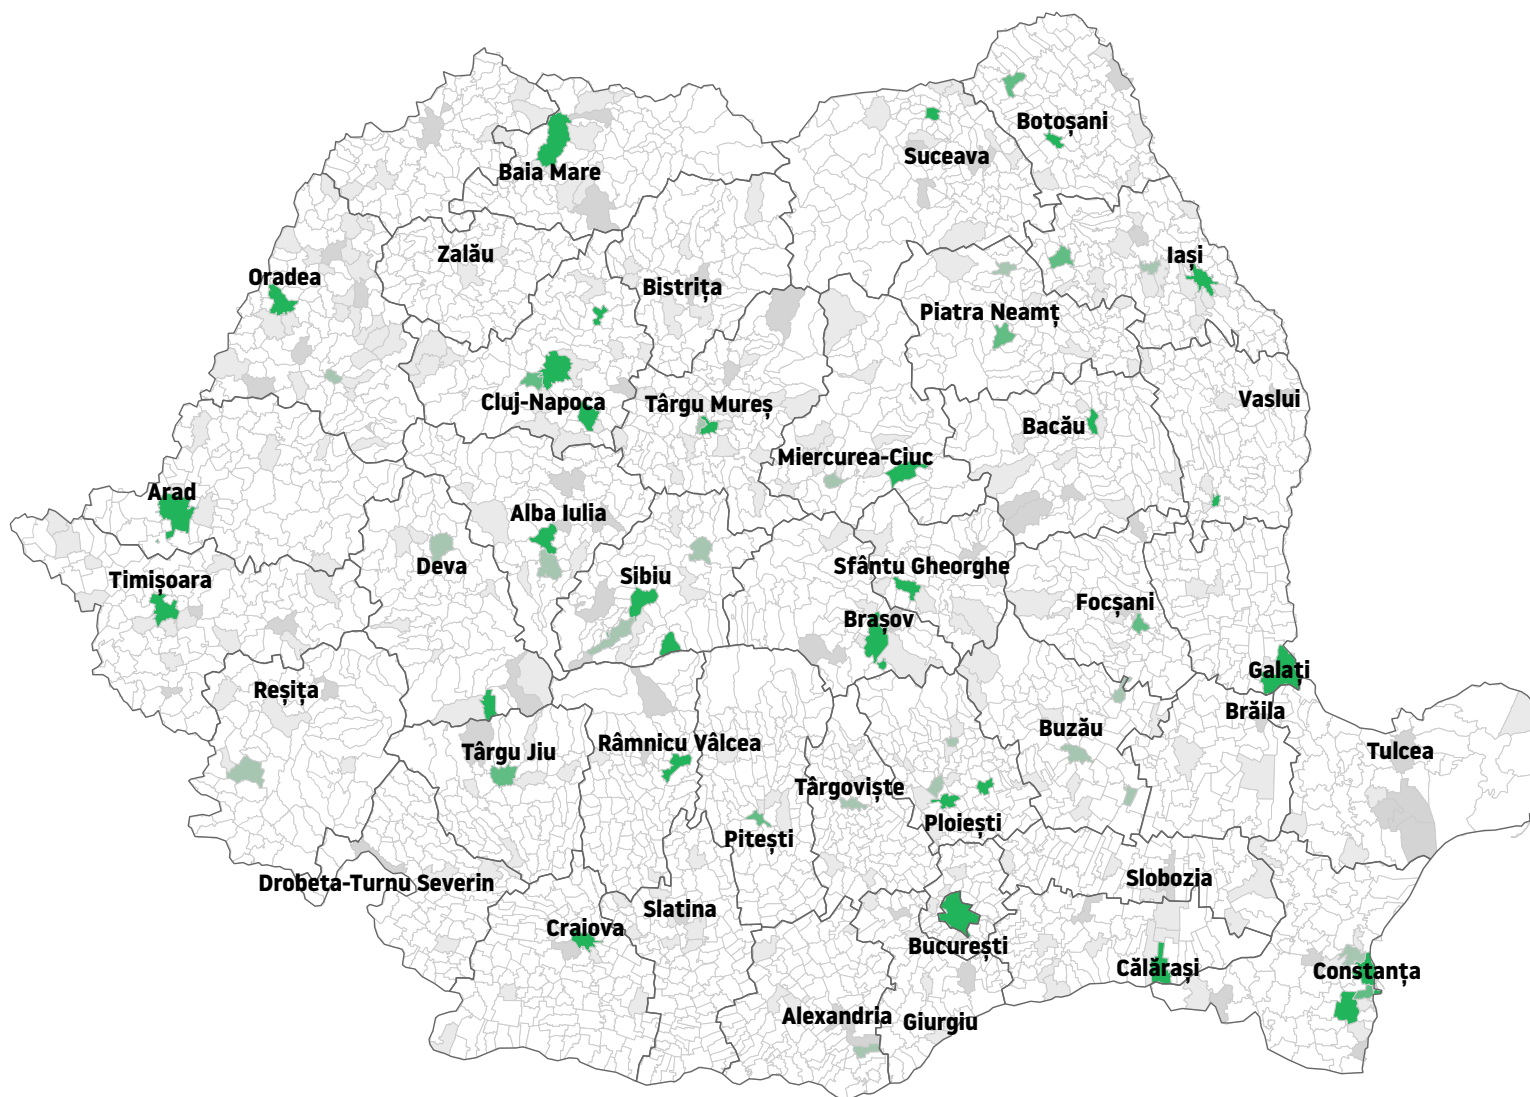 Botoșani
Suceava
Baia Mare
Zalău
Iași
Oradea
Bistrița
Piatra Neamț
Vaslui
Cluj-Napoca
Târgu Mureș
Bacău
Miercurea-Ciuc
Arad
Alba Iulia
Deva
Sfântu Gheorghe
Sibiu
Timișoara
Focșani
Brașov
Galați
Reșița
Brăila
Buzău
Râmnicu Vâlcea
Târgu Jiu
Tulcea
Târgoviște
Ploiești
Pitești
Slobozia
Drobeta-Turnu Severin
Slatina
Craiova
București
Călărași
Constanța
Alexandria
Giurgiu